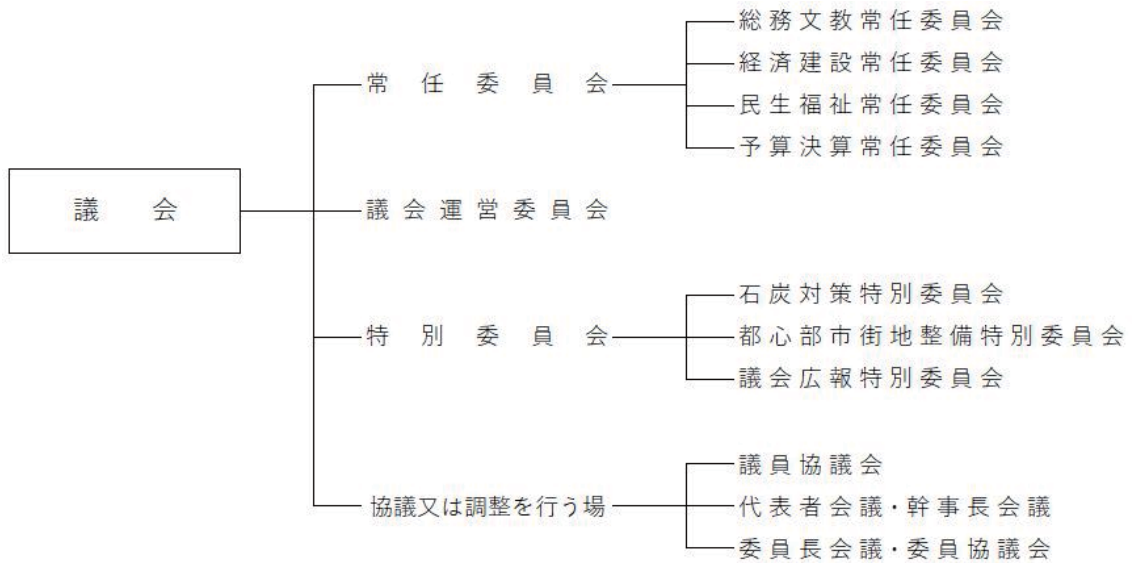 議会
常任委員会
総務文教常任委員会
経済建設常任委員会
民生福祉常任委員会
予算決算常任委員会
議会運営委員会
特別委員会
石炭対策特別委員会
都心部市街地整備特別委員会
議会広報特別委員会
協議又は調整を行う場
議員協議会
代表者会議・幹事長会議
委員長会議・委員協議会